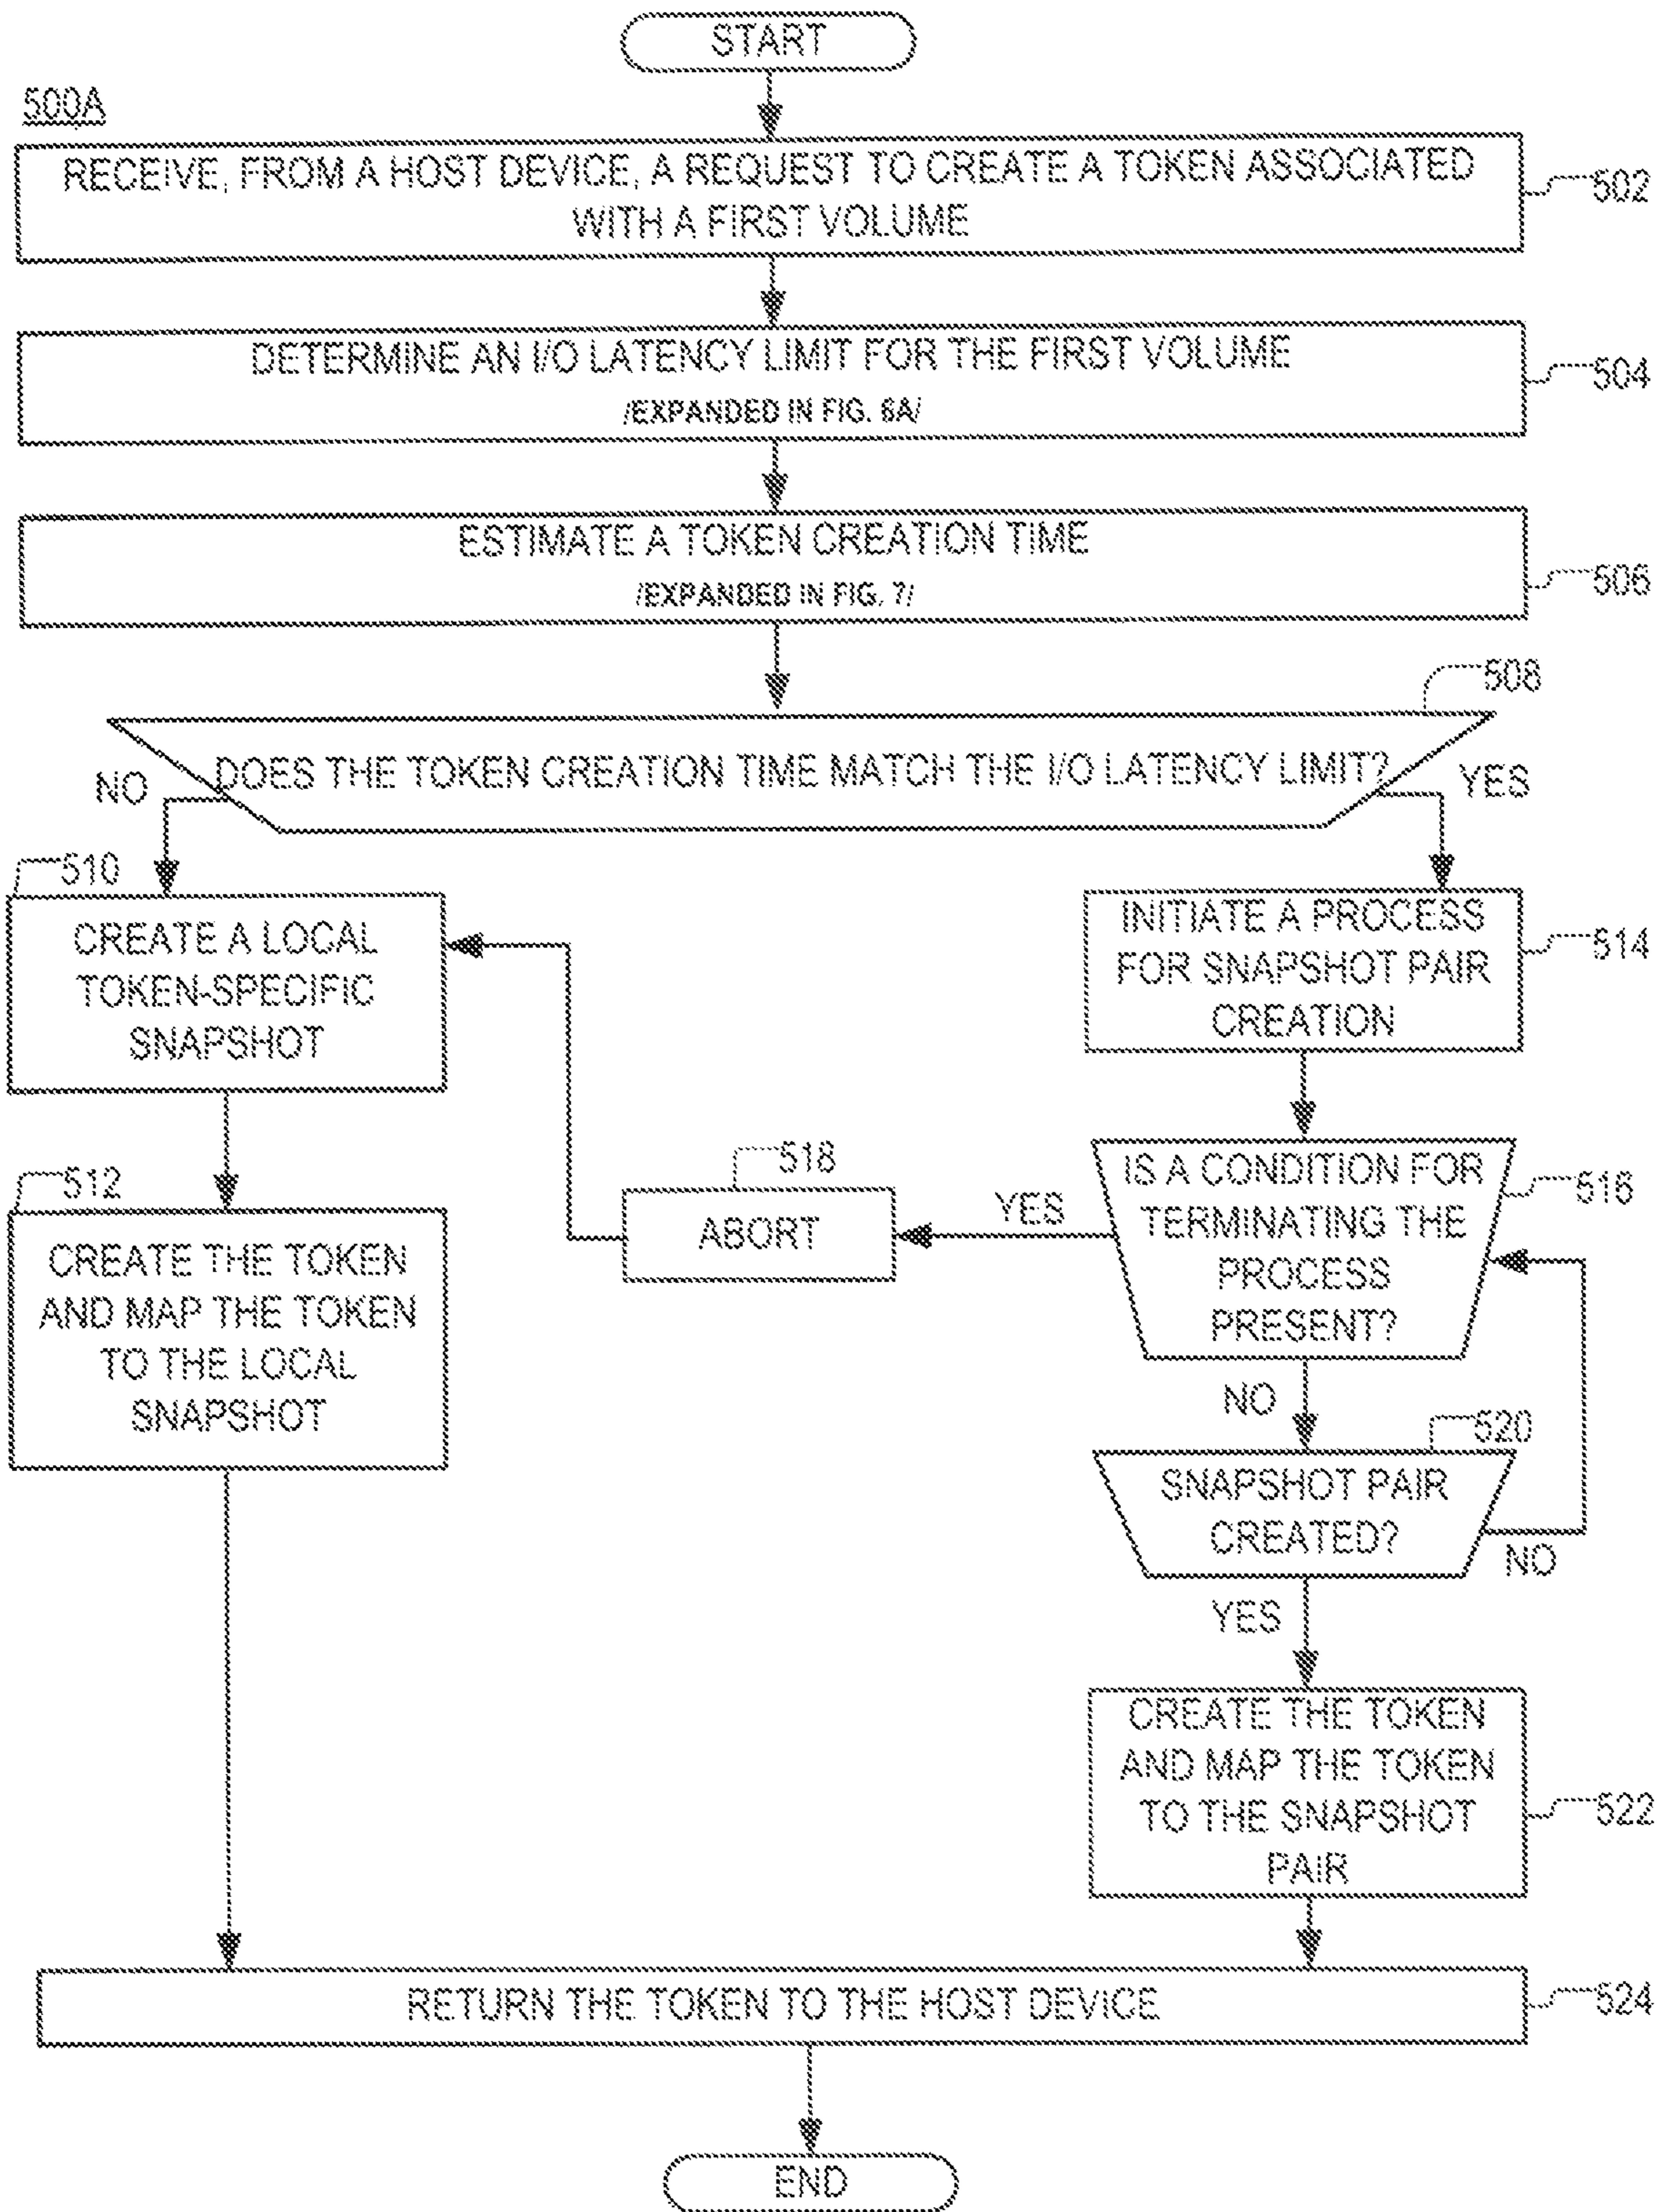 START
500A
RECEIVE, FROM A HOST DEVICE, A REQUEST TO CREATE A TOKEN ASSOCIATED
WITH A FIRST VOLUME
502
DETERMINE AN I/O LATENCY LIMIT FOR THE FIRST VOLUME
/EXPANDED IN FIG. 6A/
504
ESTIMATE A TOKEN CREATION TIME
/EXPANDED IN FIG. 7/
506
508
DOES THE TOKEN CREATION TIME MATCH THE I/O LATENCY LIMIT?
NO
YES
510
CREATE A LOCAL
TOKEN-SPECIFIC
SNAPSHOT
INITIATE A PROCESS
FOR SNAPSHOT PAIR
CREATION
514
512
CREATE THE TOKEN
AND MAP THE TOKEN
TO THE LOCAL
SNAPSHOT
518
ABORT
YES
IS A CONDITION FOR
TERMINATING THE
PROCESS
PRESENT?
516
NO
520
SNAPSHOT PAIR
CREATED?
NO
YES
CREATE THE TOKEN
AND MAP THE TOKEN
TO THE SNAPSHOT
PAIR
522
RETURN THE TOKEN TO THE HOST DEVICE
524
END